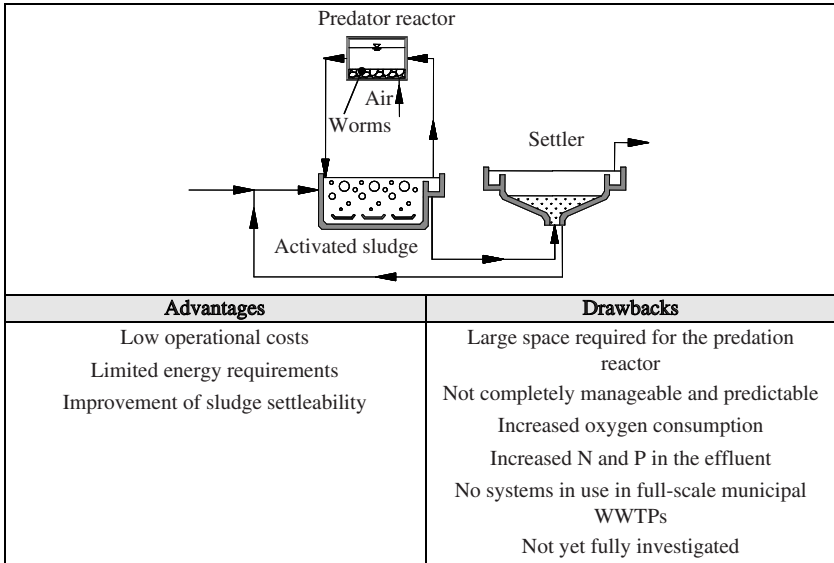 Predator reactor
Air
Worms
Settler
Activated sludge
Advantages
Drawbacks
Low operational costs
Limited energy requirements
Improvement of sludge settleability
Large space required for the predation
reactor
Not completely manageable and predictable
Increased oxygen consumption
Increased N and P in the effluent
No systems in use in full-scale municipal
WWTPs
Not yet fully investigated